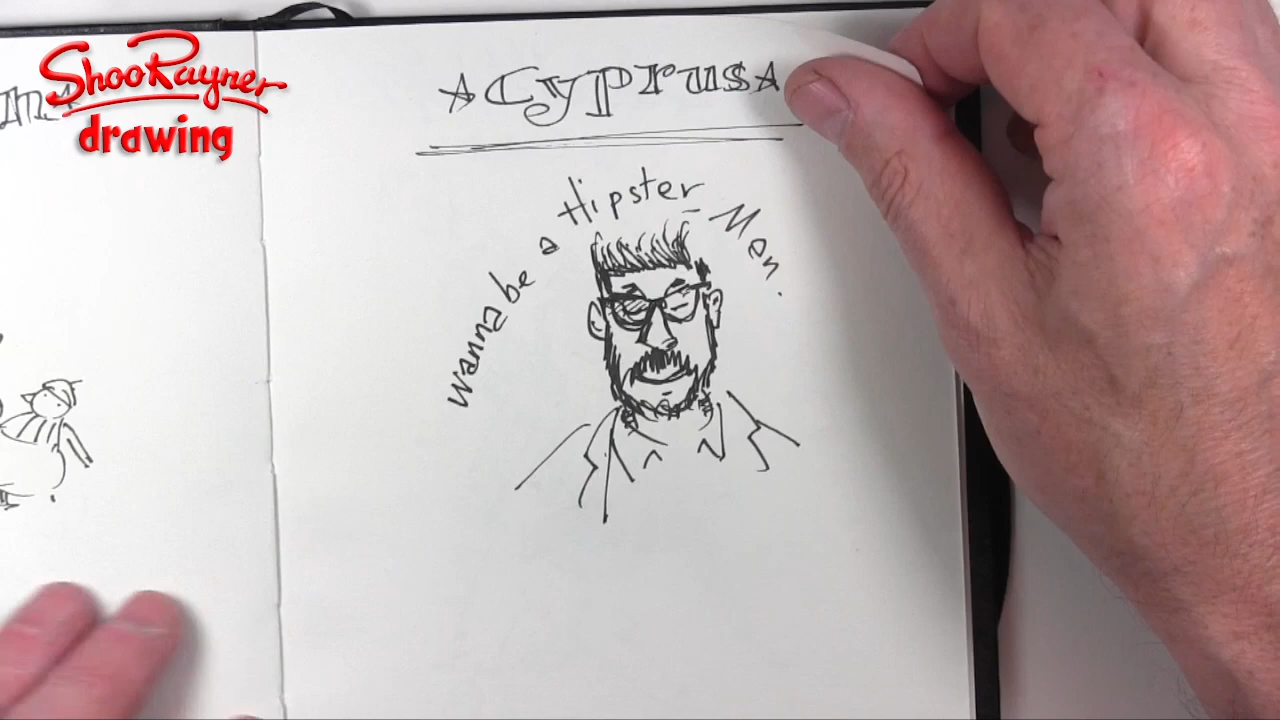 ShooRayner
drawing
★Cyprus★
Wanna be a Hipster Men.